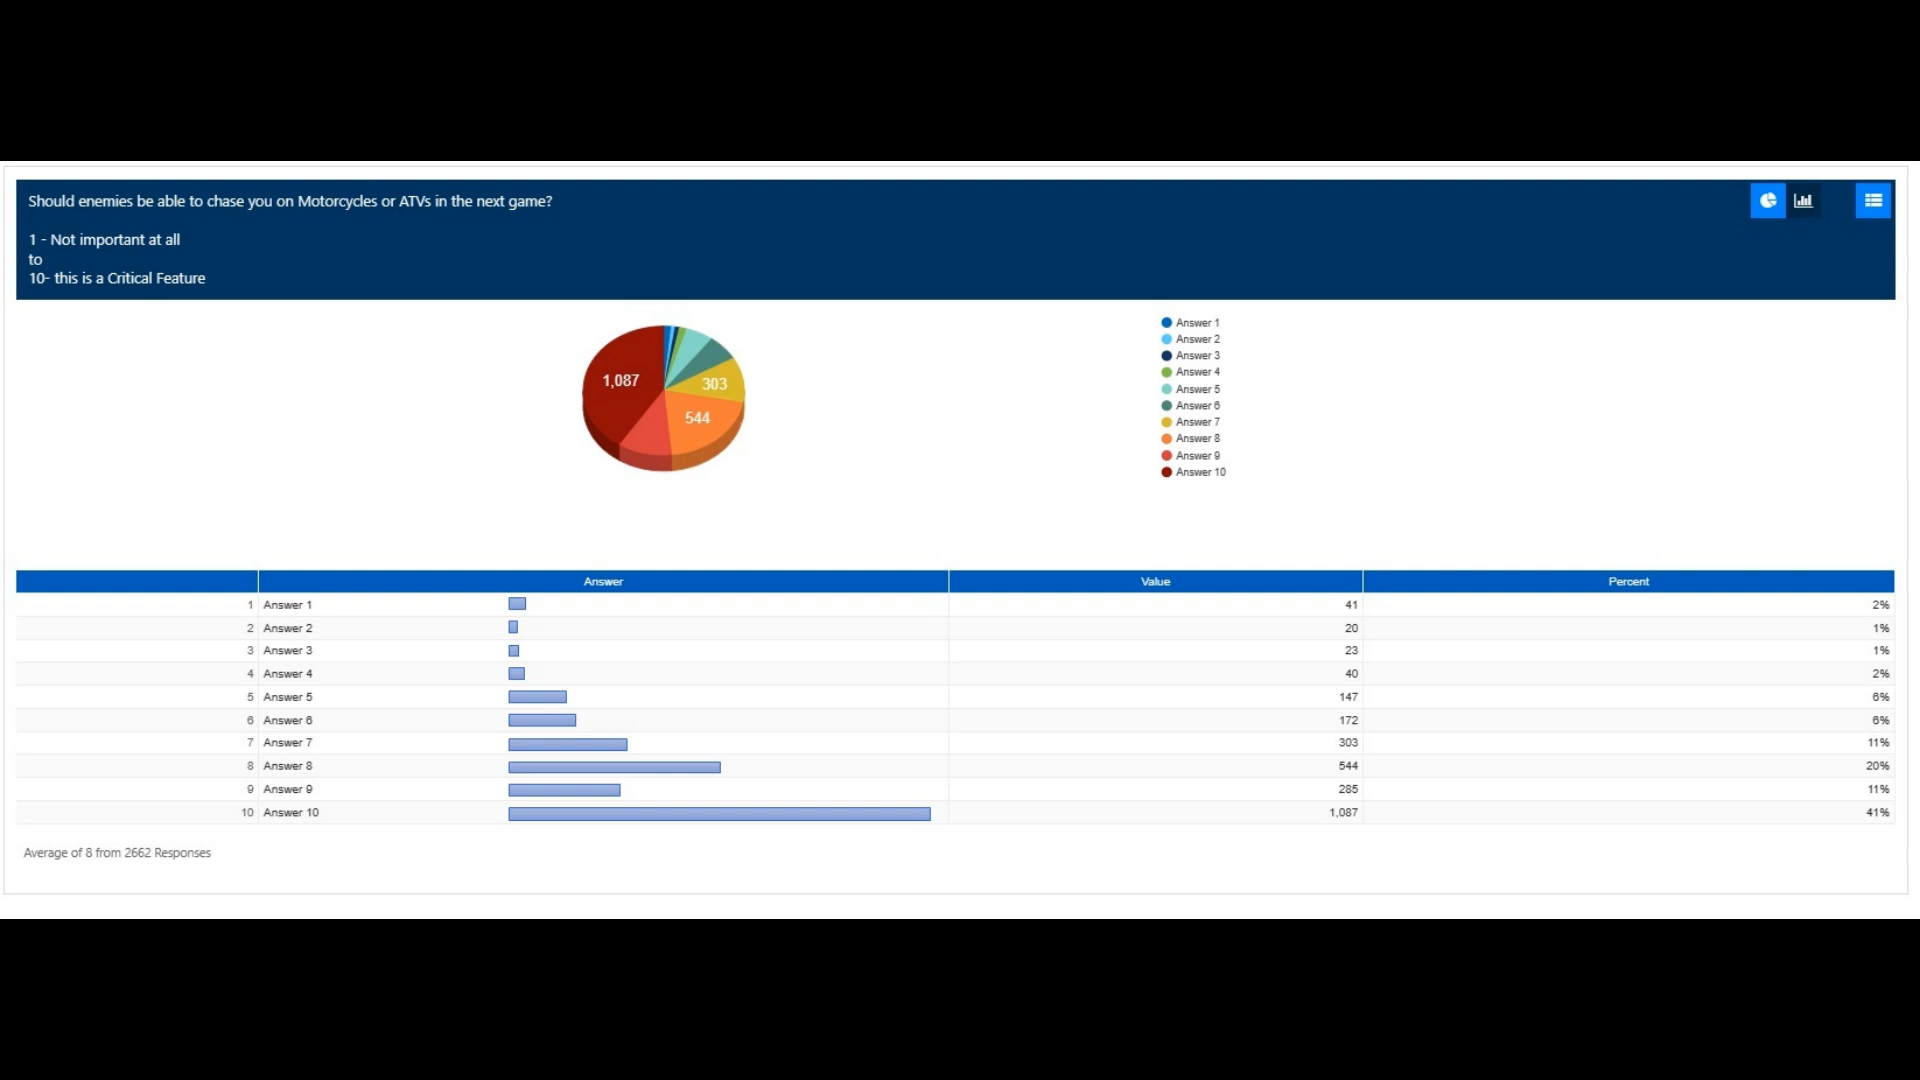 Should enemies be able to chase you on Motorcycles or ATVs in the next game?
1 - Not important at all
to
10- this is a Critical Feature
1,087
303
544
Answer 1
Answer 2
Answer 3
Answer 4
Answer 5
Answer 6
Answer 7
Answer 8
Answer 9
Answer 10
Answer Value Percent
1 Answer 1 41 2%
2 Answer 2 20 1%
3 Answer 3 23 1%
4 Answer 4 40 2%
5 Answer 5 147 6%
6 Answer 6 172 6%
7 Answer 7 303 11%
8 Answer 8 544 20%
9 Answer 9 285 11%
10 Answer 10 1,087 41%
Average of 8 from 2662 Responses